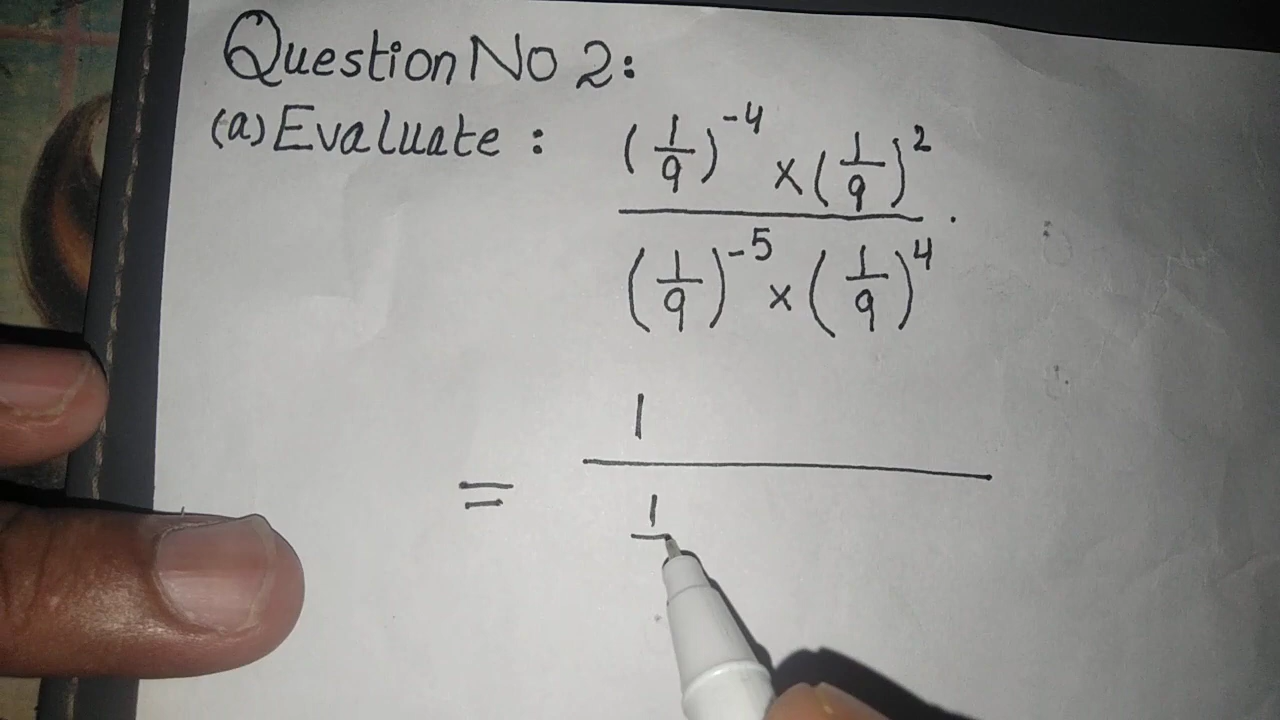 Question No 2:
(a) Evaluate : (1/9)^-4 × (1/9)^2
(1/9)^-5 × (1/9)^4 .
= 1
1